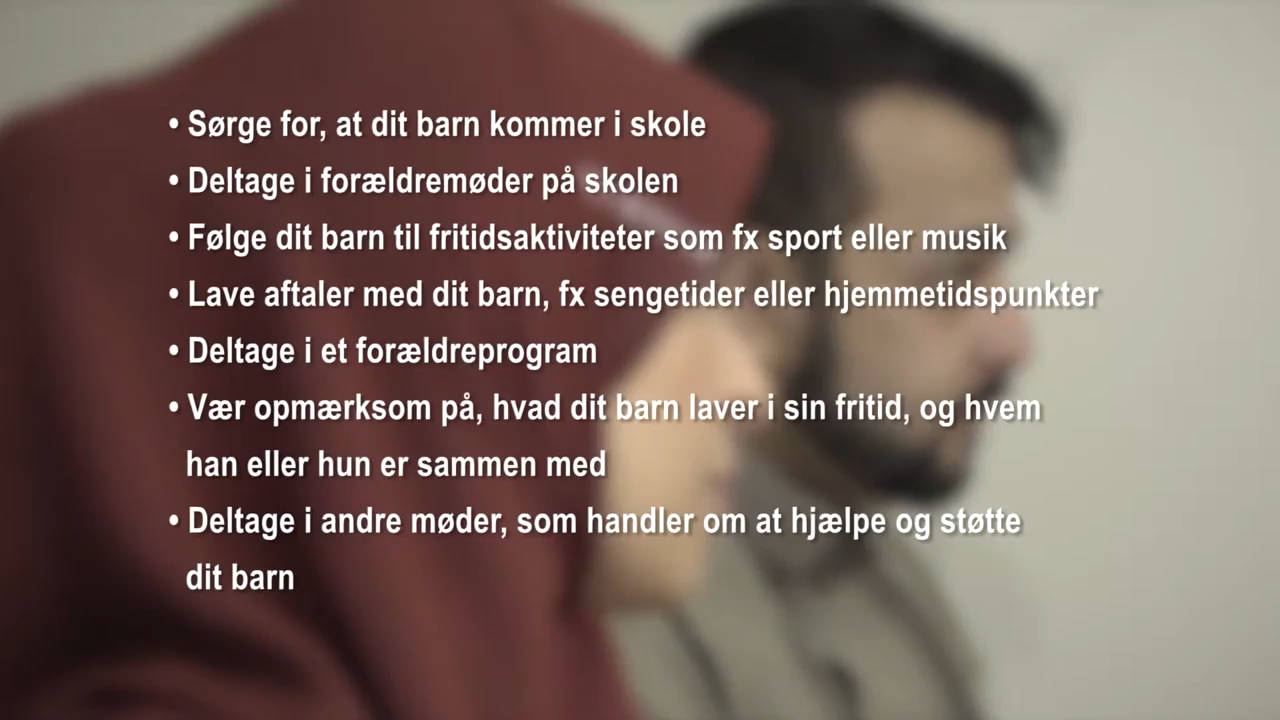 • Sørge for, at dit barn kommer i skole
• Deltage i forældremøder på skolen
• Følge dit barn til fritidsaktiviteter som fx sport eller musik
• Lave aftaler med dit barn, fx sengetider eller hjemmetidspunkter
• Deltage i et forældreprogram
• Vær opmærksom på, hvad dit barn laver i sin fritid, og hvem
han eller hun er sammen med
• Deltage i andre møder, som handler om at hjælpe og støtte
dit barn